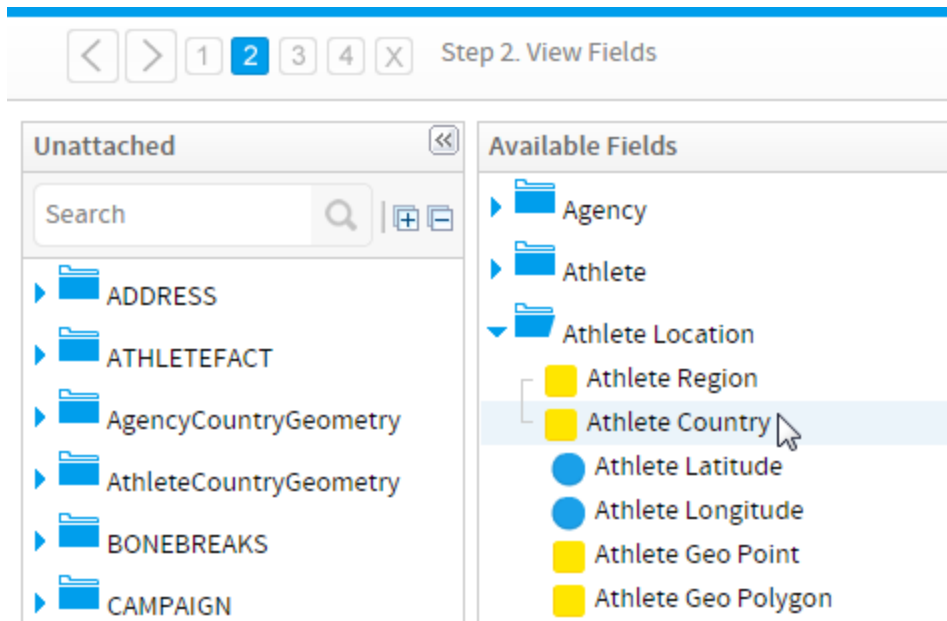 1 2 3 4 X Step 2. View Fields
Unattached
Search
ADDRESS
ATHLETEFACT
AgencyCountryGeometry
AthleteCountryGeometry
BONEBREAKS
CAMPAIGN
Available Fields
Agency
Athlete
Athlete Location
Athlete Region
Athlete Country
Athlete Latitude
Athlete Longitude
Athlete Geo Point
Athlete Geo Polygon